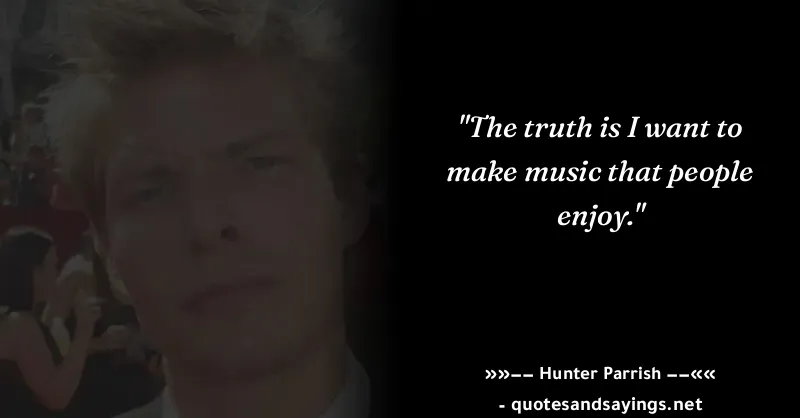 "The truth is I want to
make music that people
enjoy."
»»–– Hunter Parrish ––««
- quotesandsayings.net